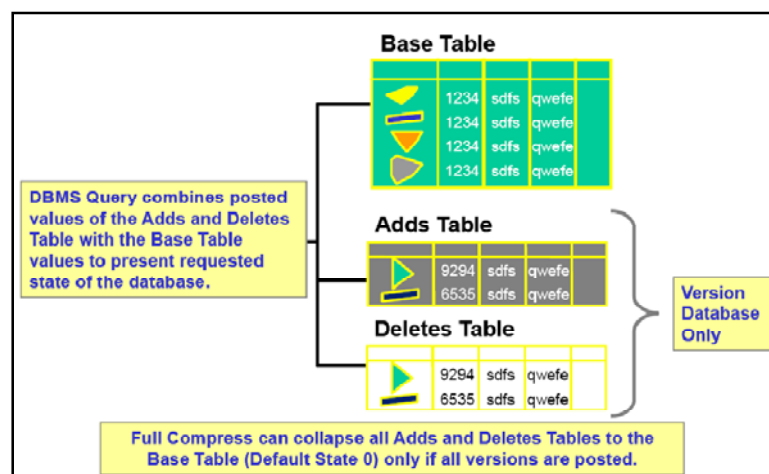 Base Table
1234 sdfs qwefe
1234 sdfs qwefe
1234 sdfs qwefe
1234 sdfs qwefe
DBMS Query combines posted
values of the Adds and Deletes
Table with the Base Table
values to present requested
state of the database.
Adds Table
9294 sdfs qwefe
6535 sdfs qwefe
Deletes Table
9294 sdfs qwefe
6535 sdfs qwefe
Version
Database
Only
Full Compress can collapse all Adds and Deletes Tables to the
Base Table (Default State 0) only if all versions are posted.